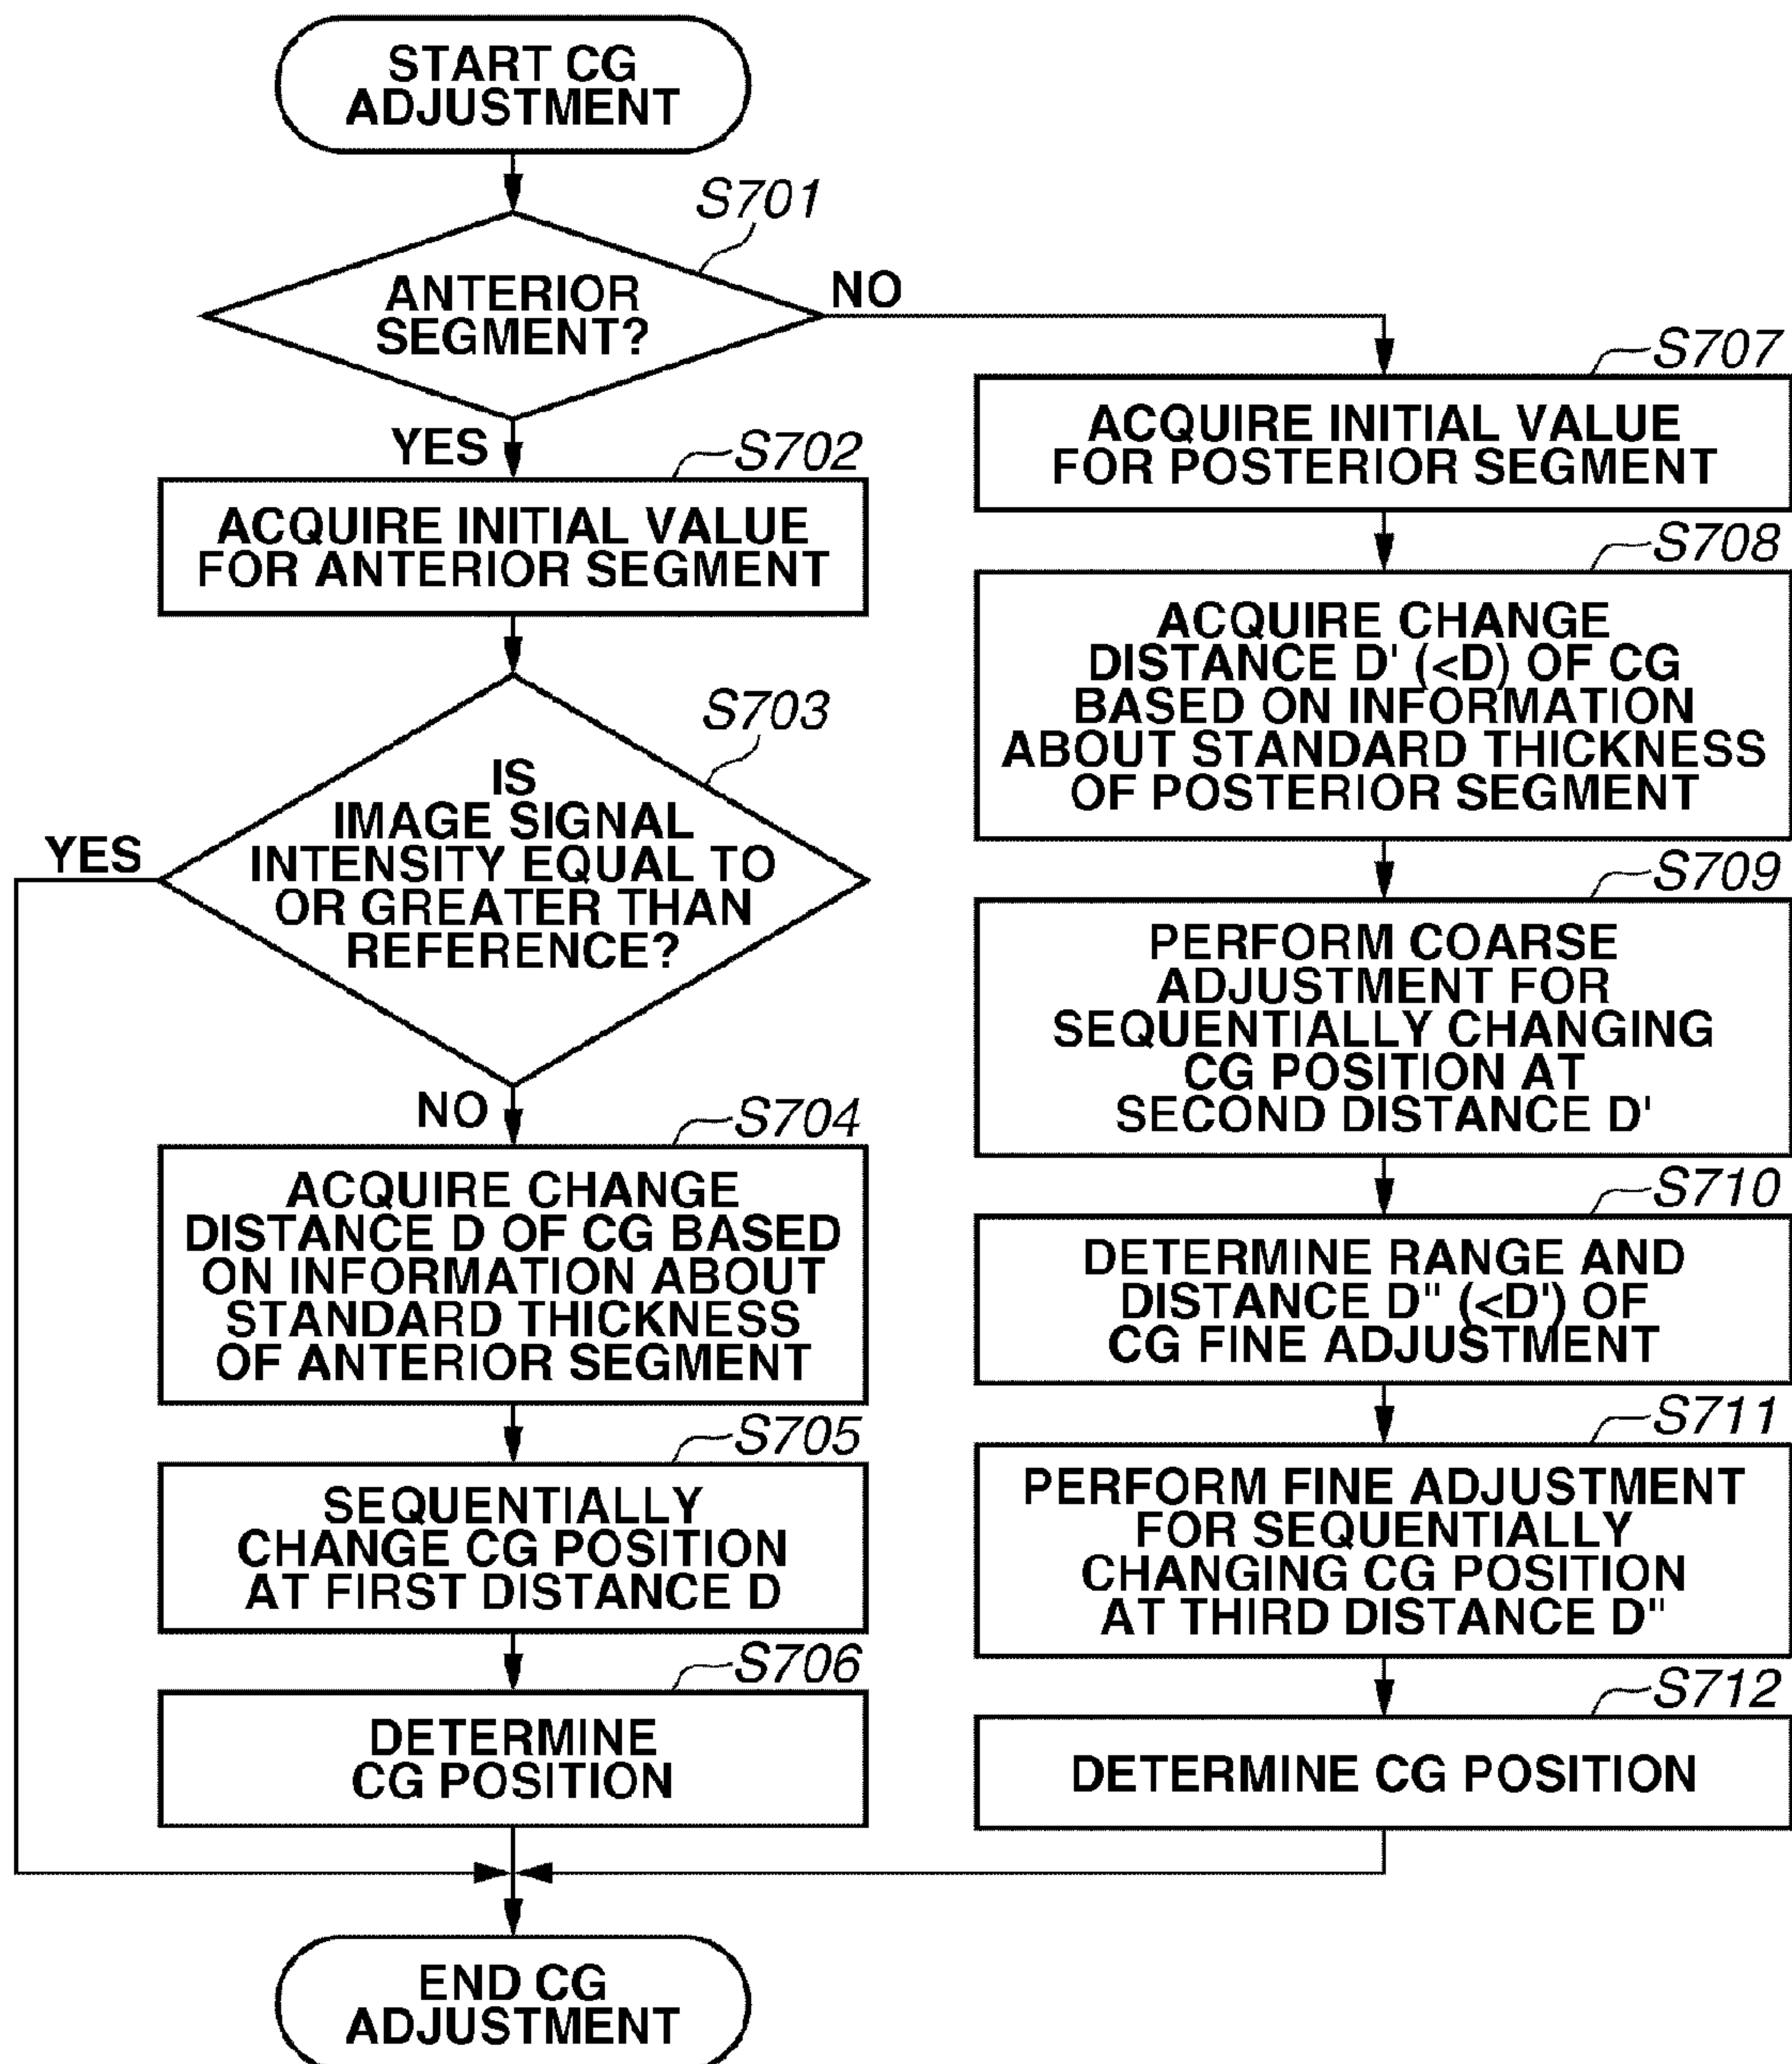 START CG
ADJUSTMENT
S701
ANTERIOR
SEGMENT?
NO
YES
S702
ACQUIRE INITIAL VALUE
FOR ANTERIOR SEGMENT
S703
IS
IMAGE SIGNAL
INTENSITY EQUAL TO
OR GREATER THAN
REFERENCE?
YES
NO
S704
ACQUIRE CHANGE
DISTANCE D OF CG BASED
ON INFORMATION ABOUT
STANDARD THICKNESS
OF ANTERIOR SEGMENT
S705
SEQUENTIALLY
CHANGE CG POSITION
AT FIRST DISTANCE D
S706
DETERMINE
CG POSITION
S707
ACQUIRE INITIAL VALUE
FOR POSTERIOR SEGMENT
S708
ACQUIRE CHANGE
DISTANCE D' (<D) OF CG
BASED ON INFORMATION
ABOUT STANDARD THICKNESS
OF POSTERIOR SEGMENT
S709
PERFORM COARSE
ADJUSTMENT FOR
SEQUENTIALLY CHANGING
CG POSITION AT
SECOND DISTANCE D'
S710
DETERMINE RANGE AND
DISTANCE D" (<D') OF
CG FINE ADJUSTMENT
S711
PERFORM FINE ADJUSTMENT
FOR SEQUENTIALLY
CHANGING CG POSITION
AT THIRD DISTANCE D"
S712
DETERMINE CG POSITION
END CG
ADJUSTMENT